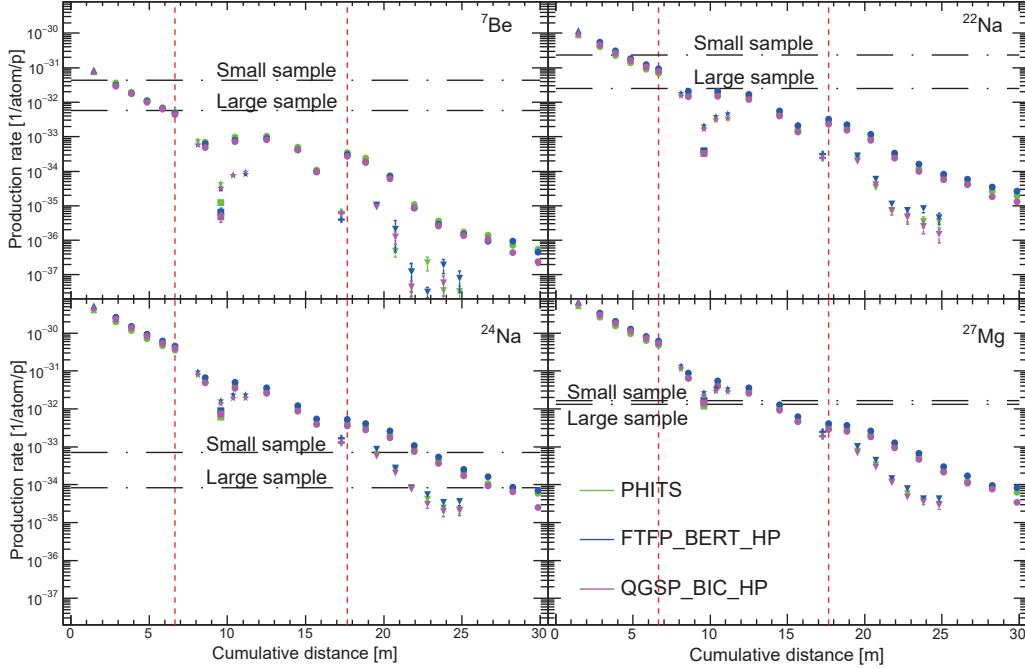 ⁷Be
²²Na
Production rate [1/atom/p]
10⁻³⁰
10⁻³¹
10⁻³²
10⁻³³
10⁻³⁴
10⁻³⁵
10⁻³⁶
10⁻³⁷
Small sample
Large sample
Small sample
Large sample
²⁴Na
²⁷Mg
Production rate [1/atom/p]
10⁻³⁰
10⁻³¹
10⁻³²
10⁻³³
10⁻³⁴
10⁻³⁵
10⁻³⁶
10⁻³⁷
Small sample
Large sample
Small sample
Large sample
PHITS
FTFP_BERT_HP
QGSP_BIC_HP
0 5 10 15 20 25 30
0 5 10 15 20 25 30
Cumulative distance [m]
Cumulative distance [m]